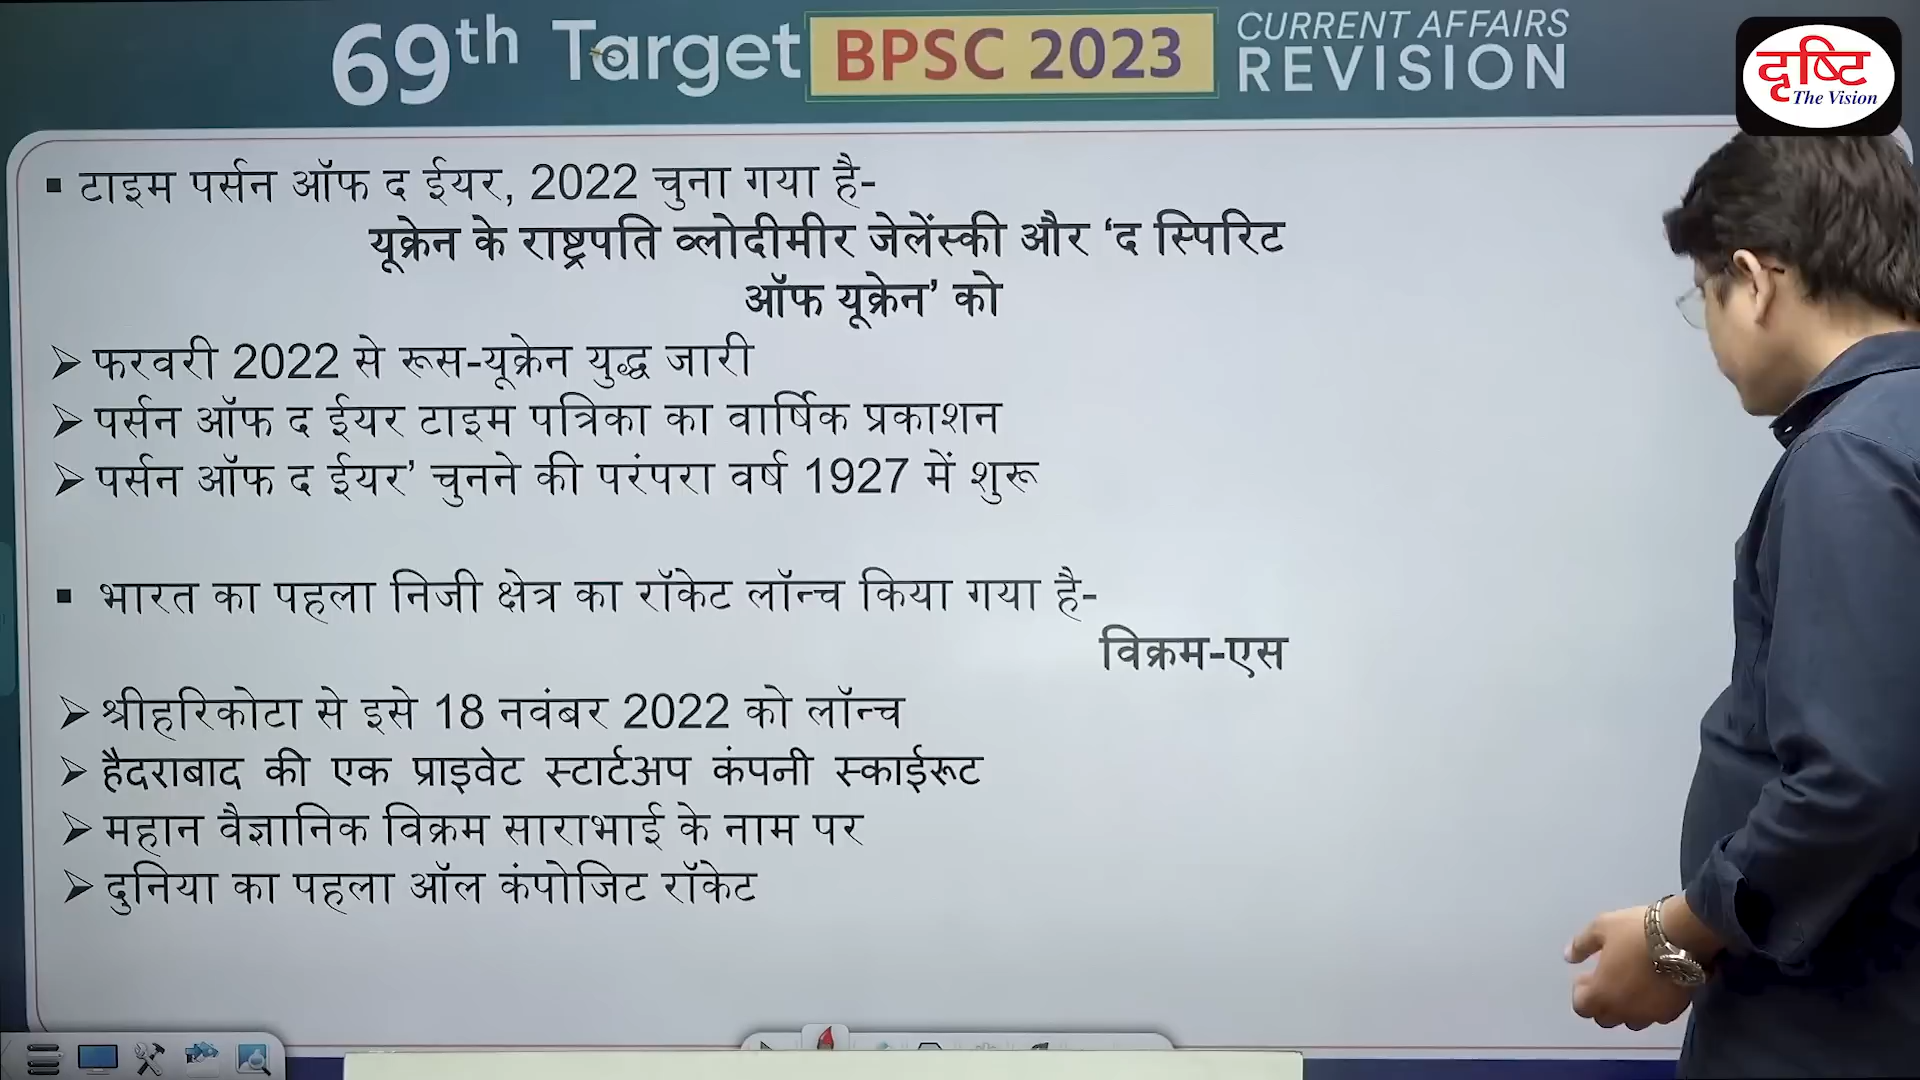 69th Target BPSC 2023 CURRENT AFFAIRS
REVISION
दृष्टि
The Vision
▪ टाइम पर्सन ऑफ द ईयर, 2022 चुना गया है-
यूक्रेन के राष्ट्रपति व्लोदीमीर जेलेंस्की और ‘द स्पिरिट
ऑफ यूक्रेन’ को
➢ फरवरी 2022 से रूस-यूक्रेन युद्ध जारी
➢ पर्सन ऑफ द ईयर टाइम पत्रिका का वार्षिक प्रकाशन
➢ पर्सन ऑफ द ईयर’ चुनने की परंपरा वर्ष 1927 में शुरू
▪ भारत का पहला निजी क्षेत्र का रॉकेट लॉन्च किया गया है-
विक्रम-एस
➢ श्रीहरिकोटा से इसे 18 नवंबर 2022 को लॉन्च
➢ हैदराबाद की एक प्राइवेट स्टार्टअप कंपनी स्काईरूट
➢ महान वैज्ञानिक विक्रम साराभाई के नाम पर
➢ दुनिया का पहला ऑल कंपोजिट रॉकेट